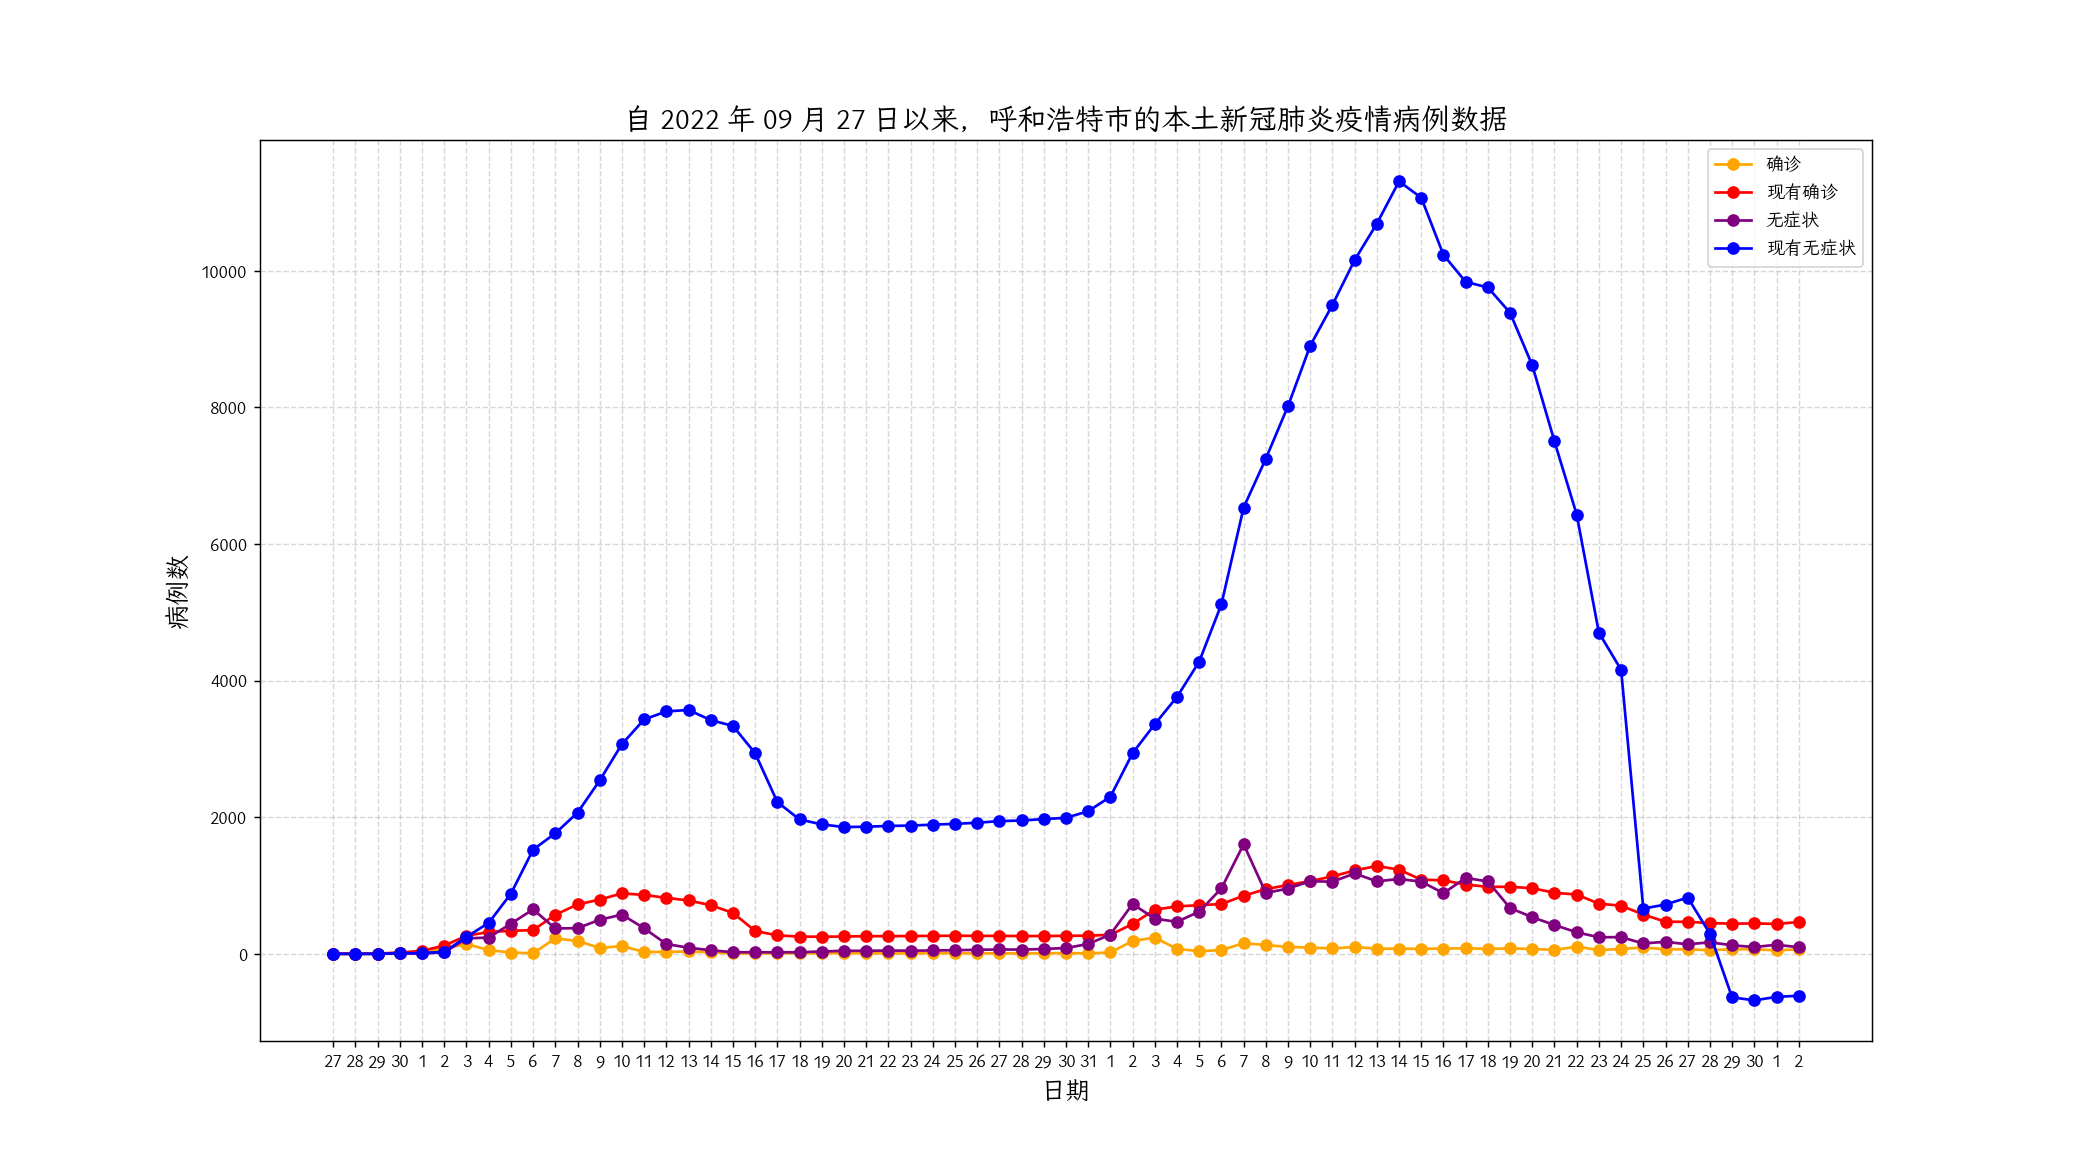 自 2022 年 09 月 27 日以来，呼和浩特市的本土新冠肺炎疫情病例数据
确诊
现有确诊
无症状
现有无症状
10000
8000
6000
4000
2000
0
病例数
27 28 29 30 1 2 3 4 5 6 7 8 9 10 11 12 13 14 15 16 17 18 19 20 21 22 23 24 25 26 27 28 29 30 31 1 2 3 4 5 6 7 8 9 10 11 12 13 14 15 16 17 18 19 20 21 22 23 24 25 26 27 28 29 30 1 2
日期